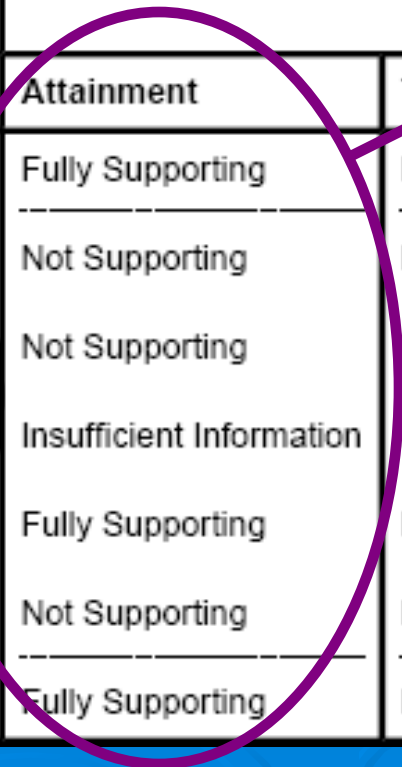 Attainment
Fully Supporting
Not Supporting
Not Supporting
Insufficient Information
Fully Supporting
Not Supporting
Fully Supporting